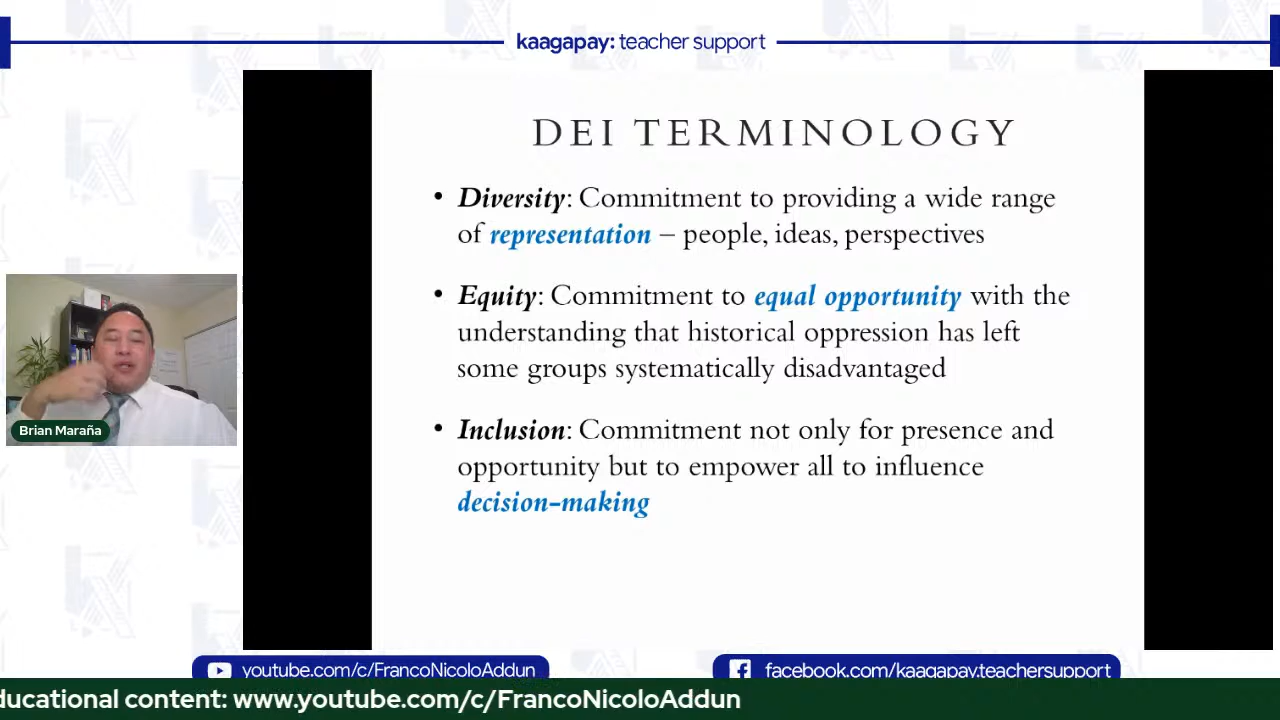 kaagapay: teacher support
DEI TERMINOLOGY
• Diversity: Commitment to providing a wide range
of representation – people, ideas, perspectives
• Equity: Commitment to equal opportunity with the
understanding that historical oppression has left
some groups systematically disadvantaged
• Inclusion: Commitment not only for presence and
opportunity but to empower all to influence
decision-making
Brian Maraña
youtube.com/c/FrancoNicoloAddun
facebook.com/kaagapay.teachersupport
ducational content: www.youtube.com/c/FrancoNicoloAddun